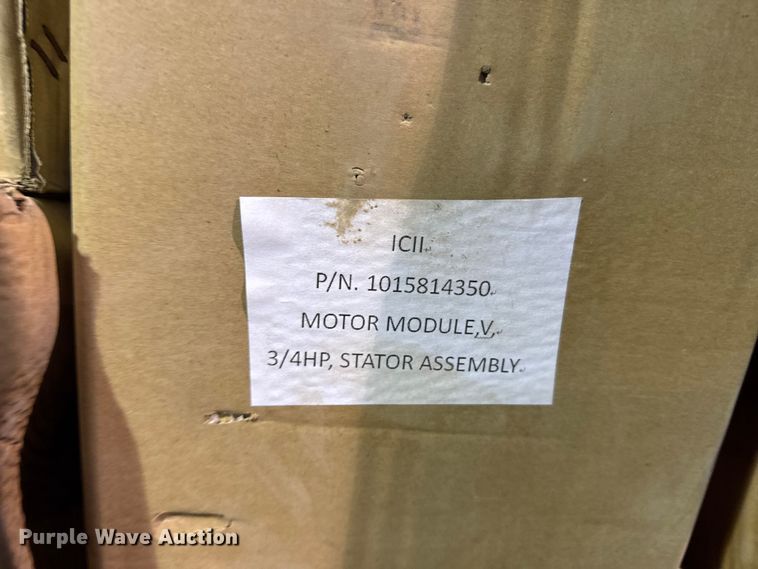 ICII
P/N. 1015814350
MOTOR MODULE,V,
3/4HP, STATOR ASSEMBLY
Purple Wave Auction